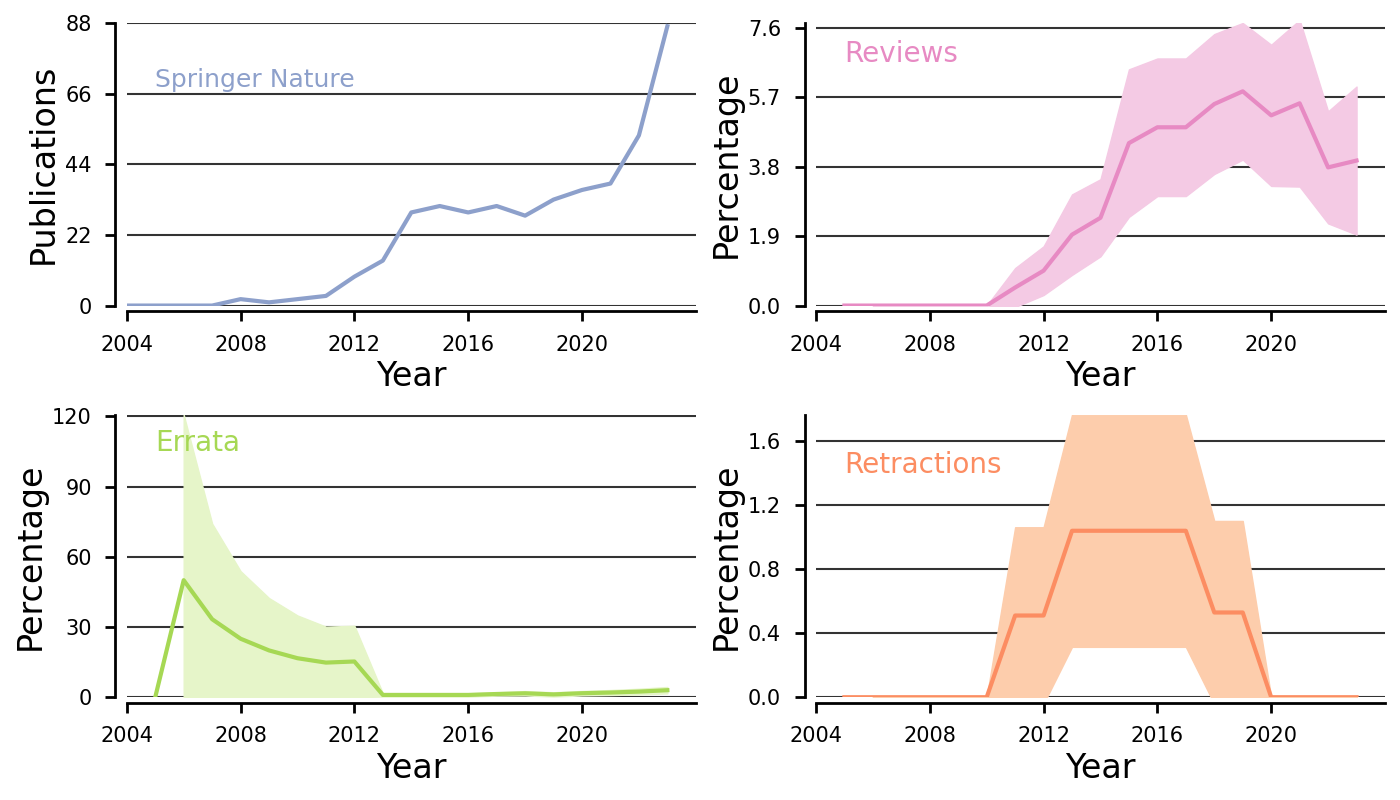 88
66
44
22
0
Publications
Springer Nature
2004 2008 2012 2016 2020
Year
7.6
5.7
3.8
1.9
0.0
Percentage
Reviews
2004 2008 2012 2016 2020
Year
120
90
60
30
0
Percentage
Errata
2004 2008 2012 2016 2020
Year
1.6
1.2
0.8
0.4
0.0
Percentage
Retractions
2004 2008 2012 2016 2020
Year